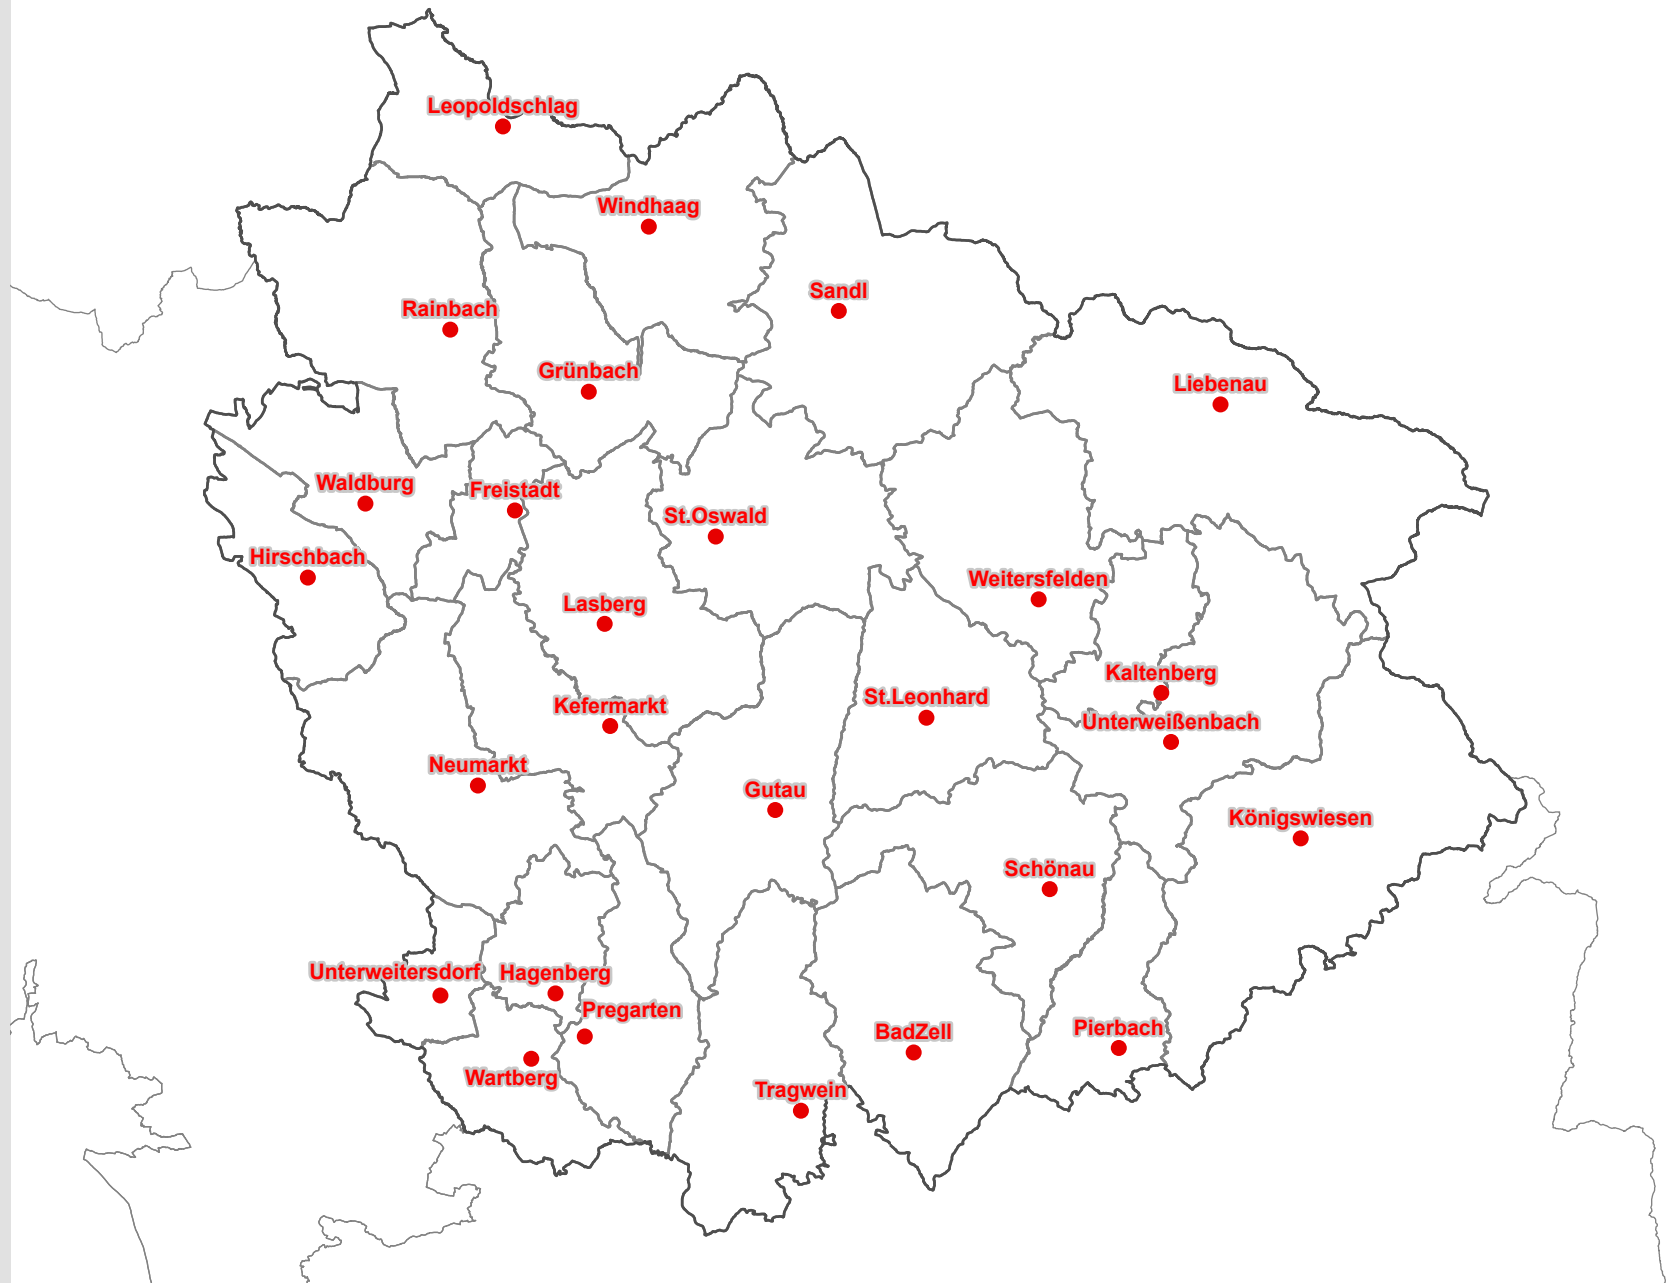 Leopoldschlag
Windhaag
Sandl
Rainbach
Grünbach
Liebenau
Waldburg
Freistadt
St.Oswald
Hirschbach
Weitersfelden
Lasberg
Kaltenberg
St.Leonhard
Kefermarkt
Unterweißenbach
Neumarkt
Gutau
Königswiesen
Schönau
Unterweitersdorf
Hagenberg
Pregarten
BadZell
Pierbach
Wartberg
Tragwein